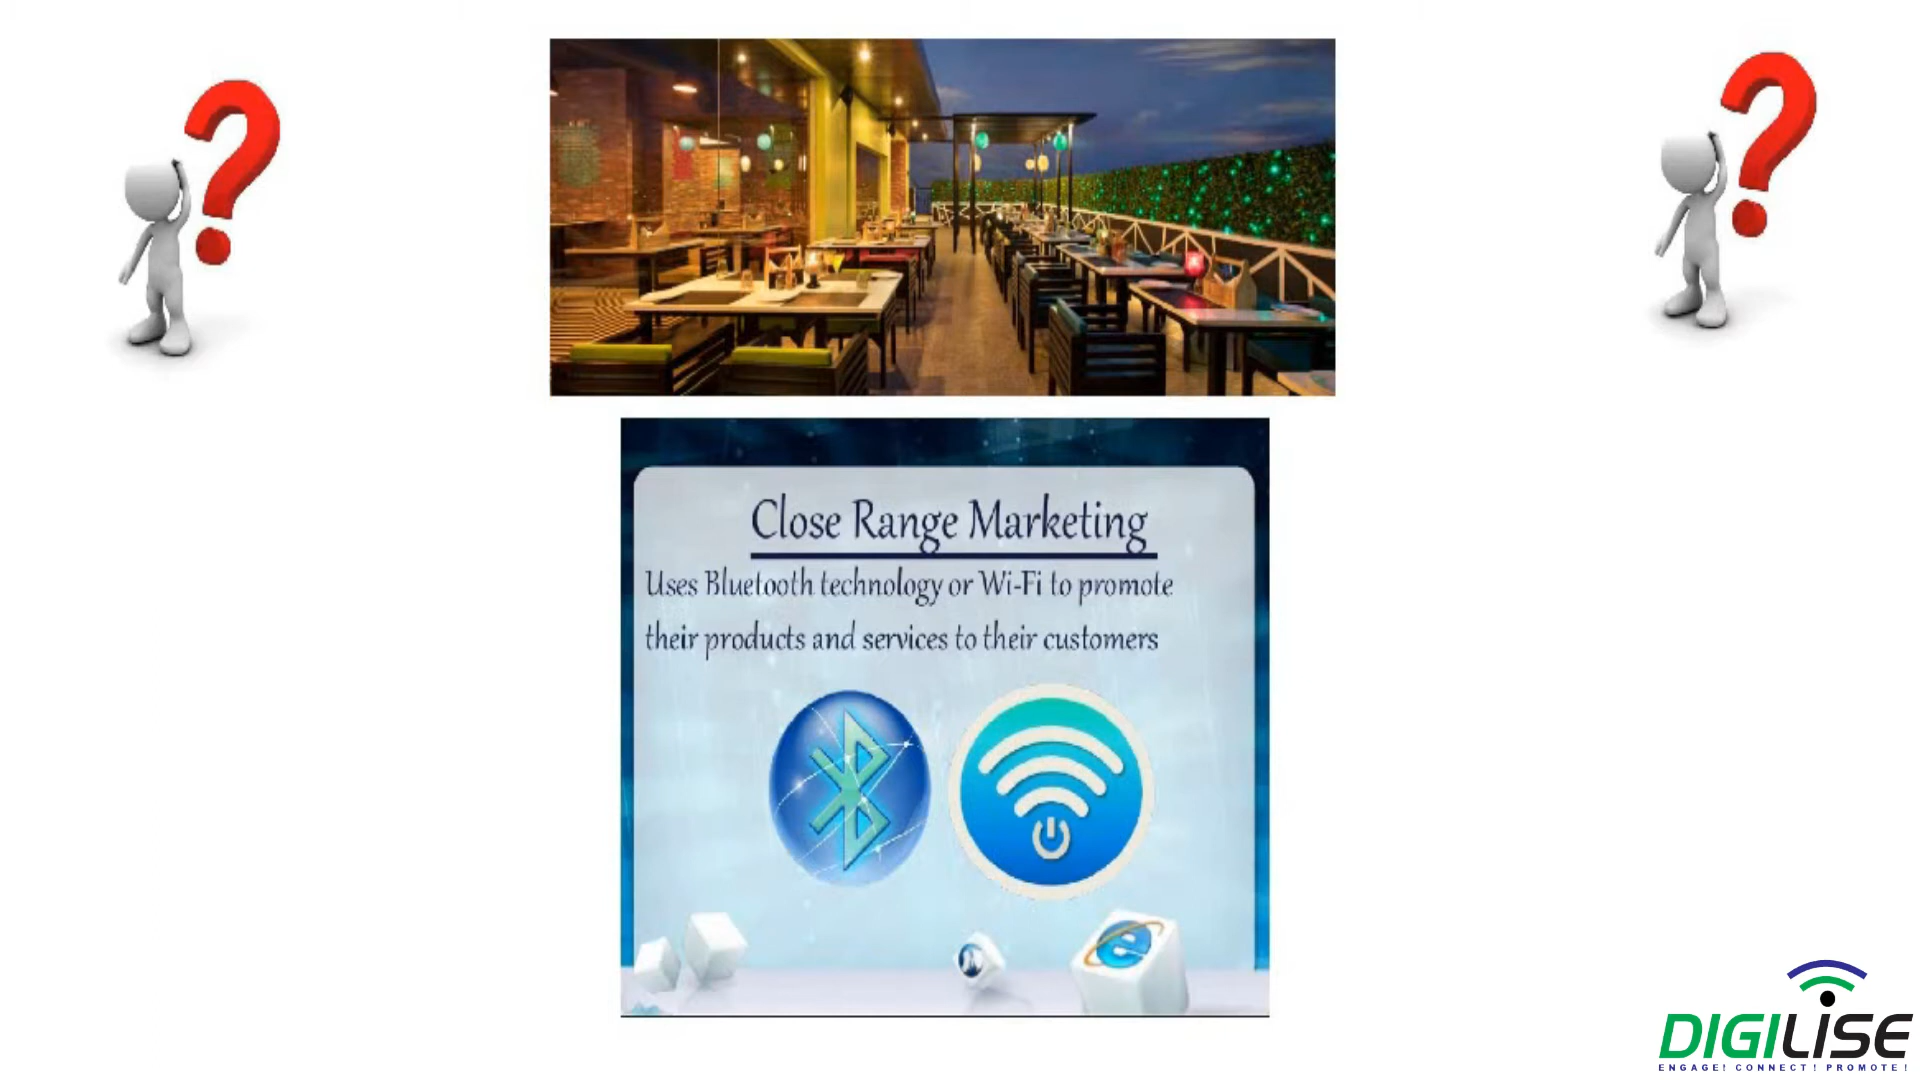 Close Range Marketing
Uses Bluetooth technology or Wi-Fi to promote
their products and services to their customers
DIGILISE
ENGAGE! CONNECT! PROMOTE!